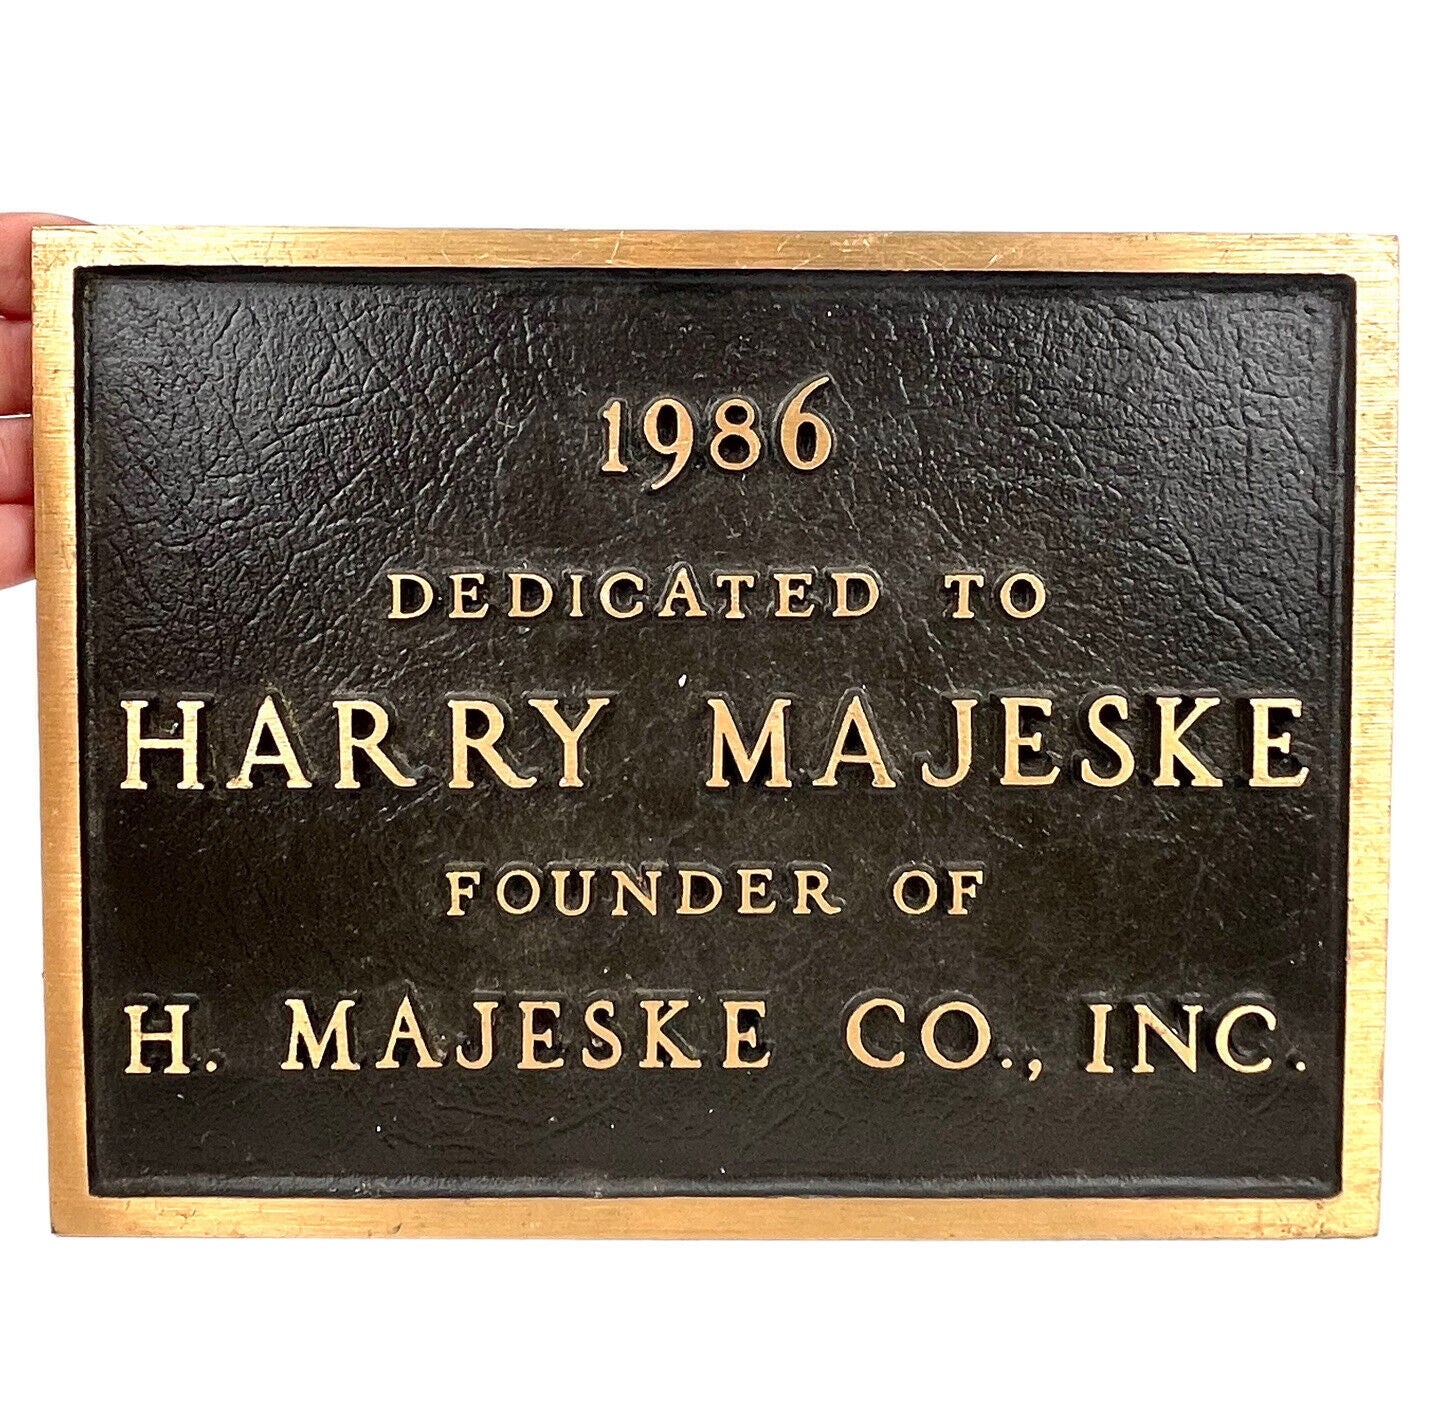 1986
DEDICATED TO
HARRY MAJESKE
FOUNDER OF
H. MAJESKE CO., INC.